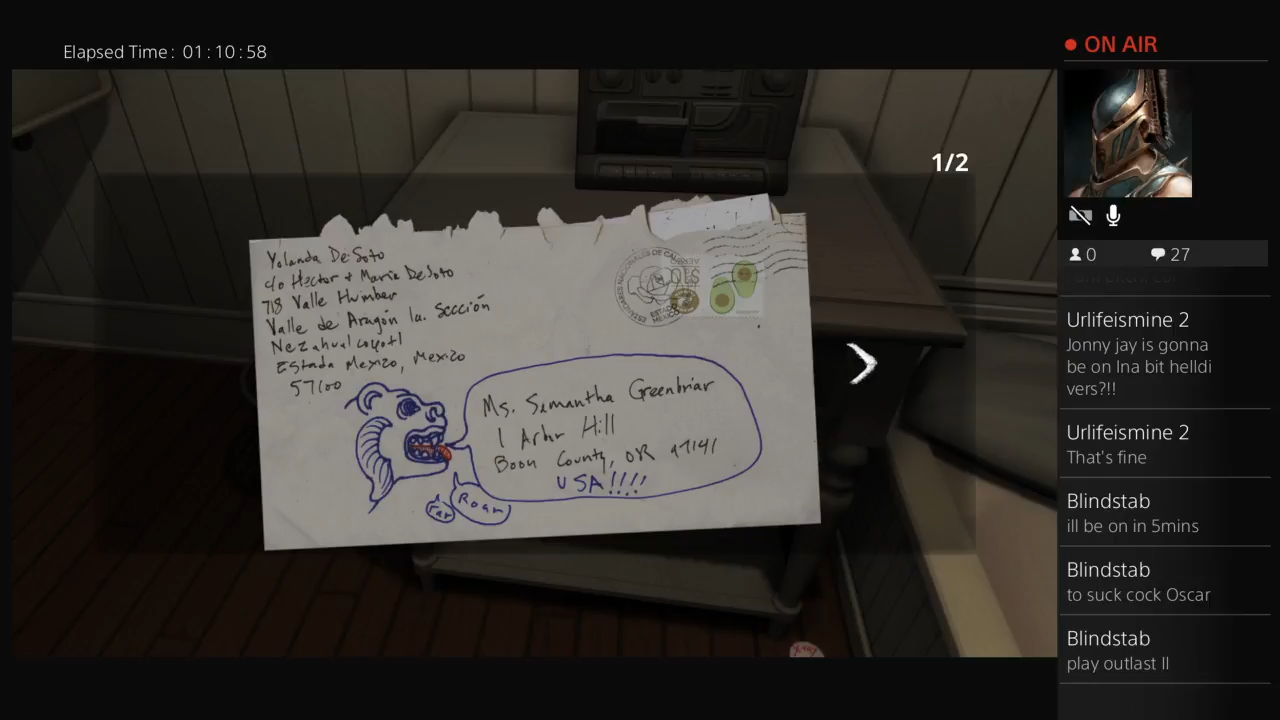 Elapsed Time: 01:10:58
ON AIR
1/2
Yolanda DeSoto
c/o Hector + Maria DeSoto
718 Valle Humbar
Valle de Aragón 1a. Sección
Nezahualcoyotl
Estada Mexico, Mexico
57100
Ms. Samantha Greenbriar
1 Arbor Hill
Boon County, OR 97141
USA!!!!
Roar
rar
0
27
Urlifeismine 2
Jonny jay is gonna
be on Ina bit helldi
vers?!!
Urlifeismine 2
That's fine
Blindstab
ill be on in 5mins
Blindstab
to suck cock Oscar
Blindstab
play outlast ll